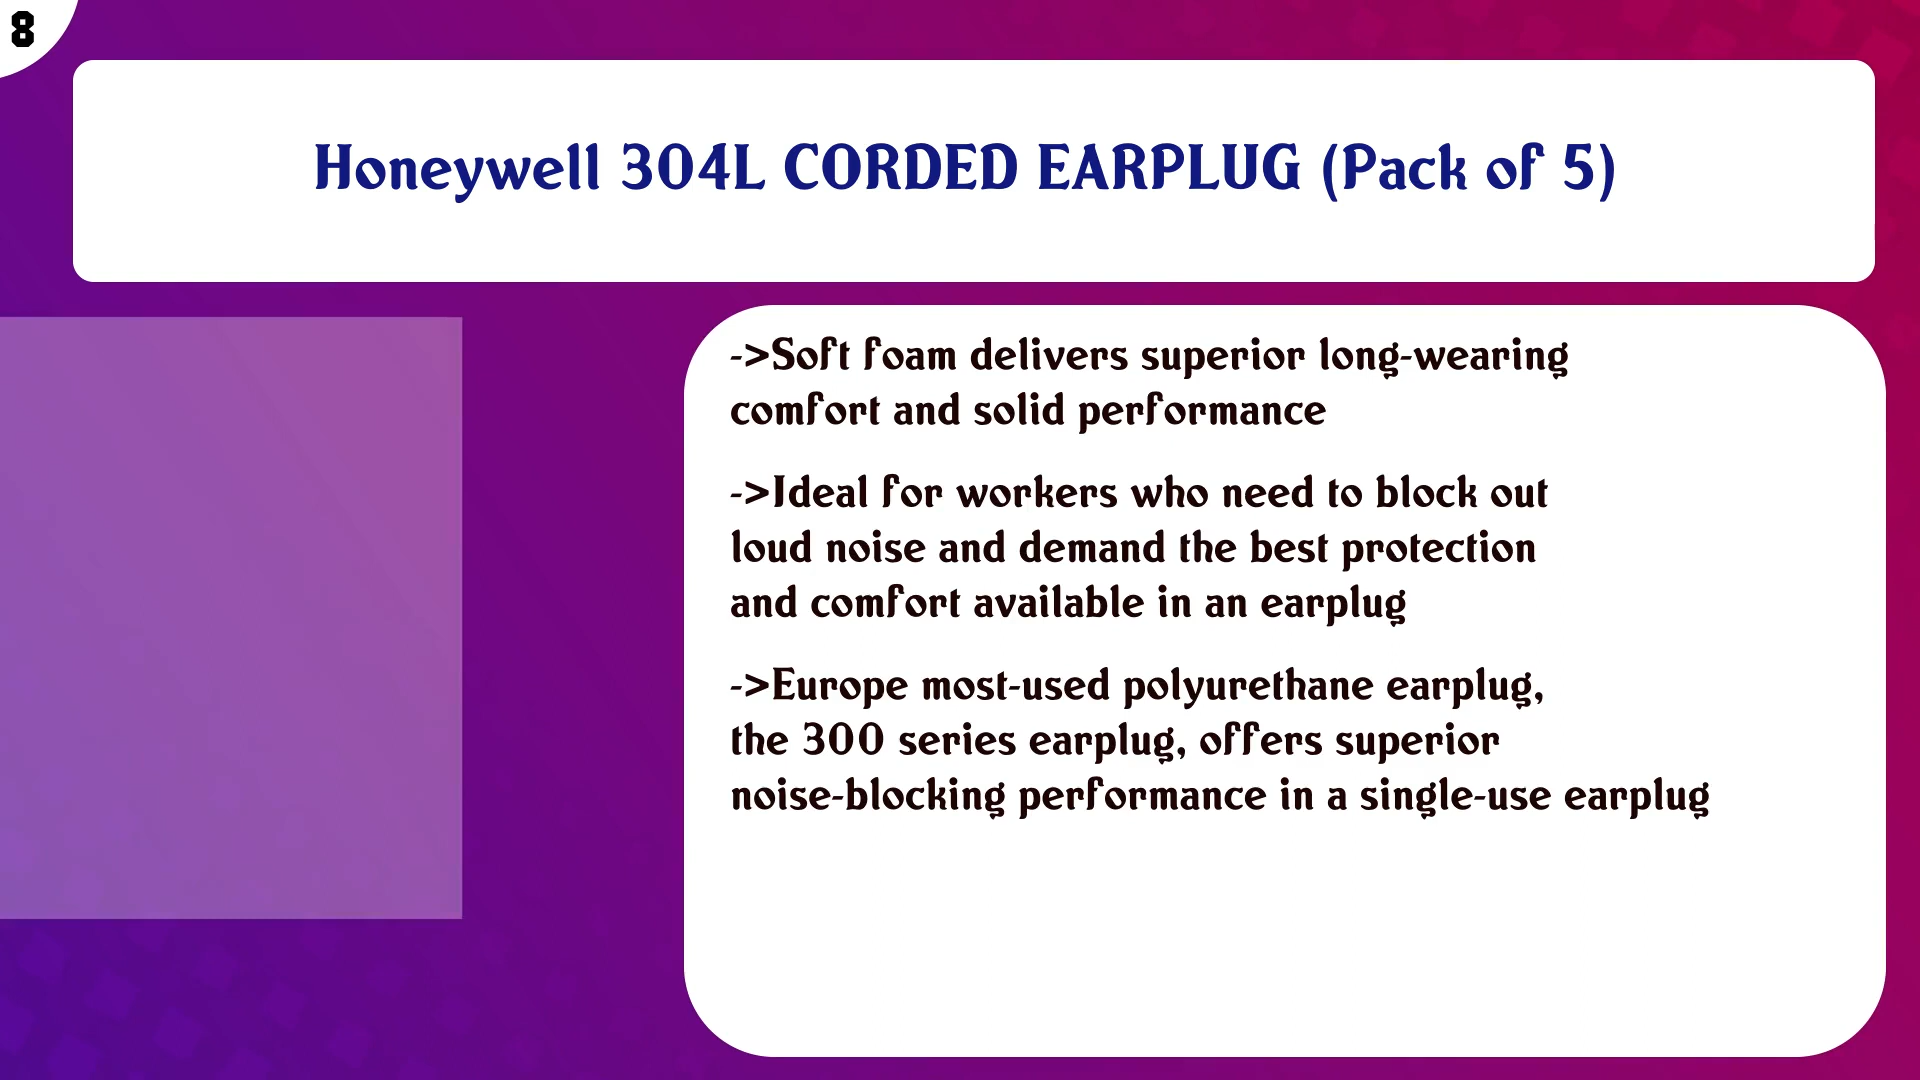 8
Honeywell 304L CORDED EARPLUG (Pack of 5)
->Soft foam delivers superior long-wearing
comfort and solid performance
->Ideal for workers who need to block out
loud noise and demand the best protection
and comfort available in an earplug
->Europe most-used polyurethane earplug,
the 300 series earplug, offers superior
noise-blocking performance in a single-use earplug